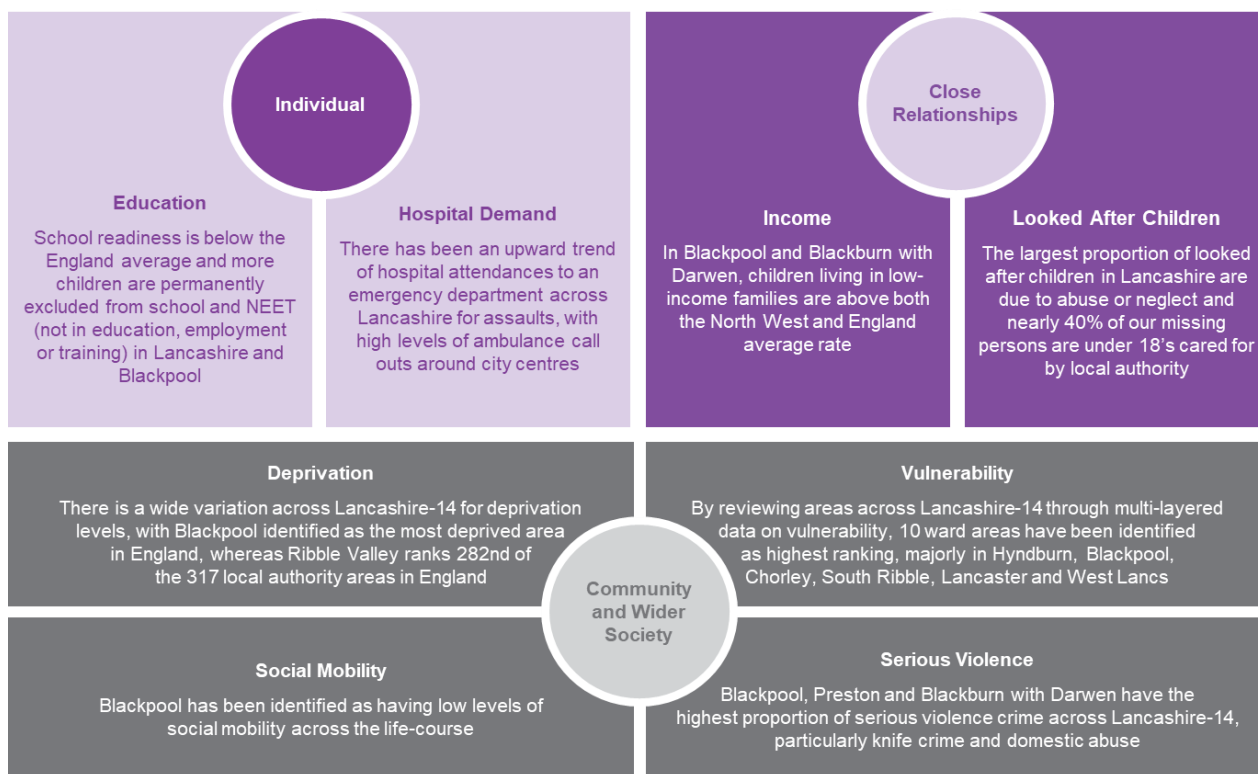 Individual
Education
School readiness is below the
England average and more
children are permanently
excluded from school and NEET
(not in education, employment
or training) in Lancashire and
Blackpool
Hospital Demand
There has been an upward trend
of hospital attendances to an
emergency department across
Lancashire for assaults, with
high levels of ambulance call
outs around city centres
Close
Relationships
Income
In Blackpool and Blackburn with
Darwen, children living in low-
income families are above both
the North West and England
average rate
Looked After Children
The largest proportion of looked
after children in Lancashire are
due to abuse or neglect and
nearly 40% of our missing
persons are under 18's cared for
by local authority
Community
and Wider
Society
Deprivation
There is a wide variation across Lancashire-14 for deprivation
levels, with Blackpool identified as the most deprived area
in England, whereas Ribble Valley ranks 282nd of
the 317 local authority areas in England
Vulnerability
By reviewing areas across Lancashire-14 through multi-layered
data on vulnerability, 10 ward areas have been identified
as highest ranking, majorly in Hyndburn, Blackpool,
Chorley, South Ribble, Lancaster and West Lancs
Social Mobility
Blackpool has been identified as having low levels of
social mobility across the life-course
Serious Violence
Blackpool, Preston and Blackburn with Darwen have the
highest proportion of serious violence crime across Lancashire-14,
particularly knife crime and domestic abuse